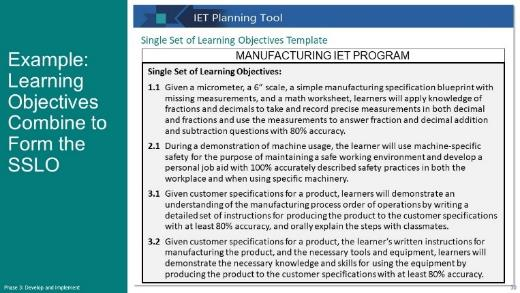 Example:
Learning
Objectives
Combine to
Form the
SSLO
IET Planning Tool
Single Set of Learning Objectives Template
MANUFACTURING IET PROGRAM
Single Set of Learning Objectives:
1.1 Given a micrometer, a 6" scale, a simple manufacturing specification blueprint with
missing measurements, and a math worksheet, learners will apply knowledge of
fractions and decimals to take and record precise measurements in both decimal
and fractions and use the measurements to answer fraction and decimal addition
and subtraction questions with 80% accuracy.
2.1 During a demonstration of machine usage, the learner will use machine-specific
safety for the purpose of maintaining a safe working environment and develop a
personal job aid with 100% accurately described safety practices in both the
workplace and when using specific machinery.
3.1 Given customer specifications for a product, learners will demonstrate an
understanding of the manufacturing process order of operations by writing a
detailed set of instructions for producing the product to the customer specifications
with at least 80% accuracy, and orally explain the steps with classmates.
3.2 Given customer specifications for a product, the learner's written instructions for
manufacturing the product, and the necessary tools and equipment, learners will
demonstrate the necessary knowledge and skills for using the equipment by
producing the product to the customer specifications with at least 80% accuracy.
Phase 3: Develop and Implement